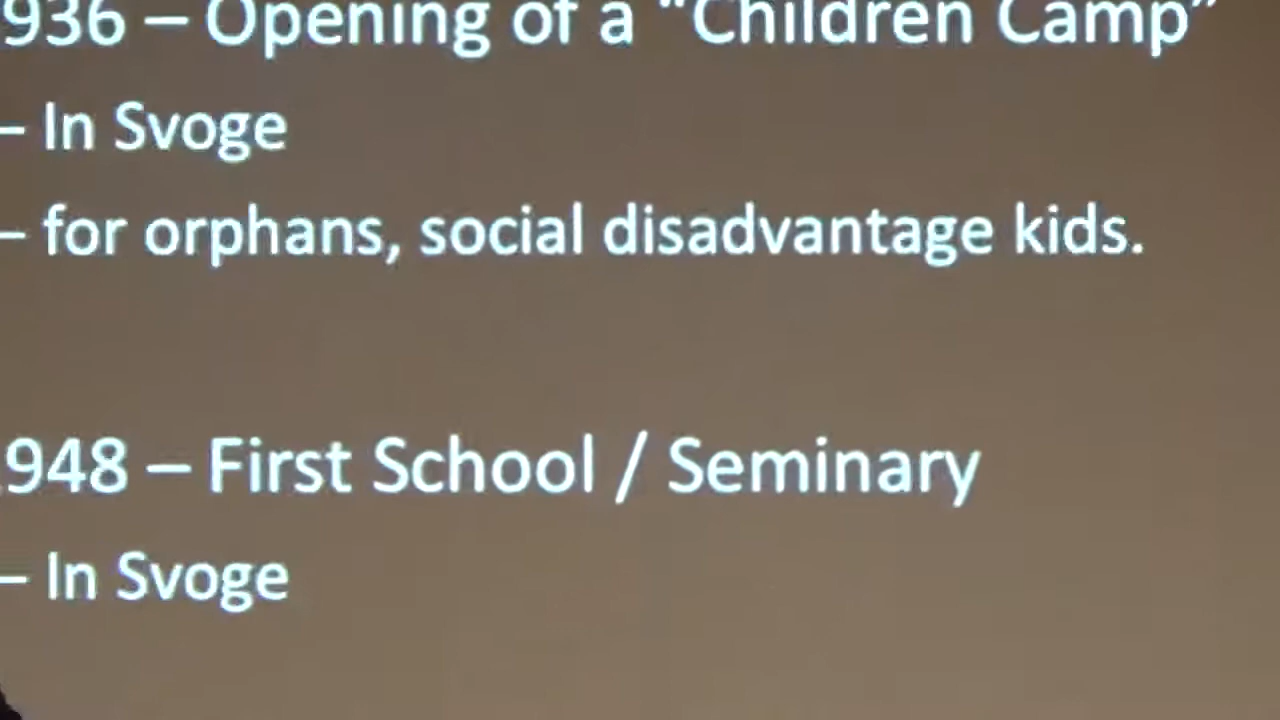 936 – Opening of a “Children Camp”
– In Svoge
– for orphans, social disadvantage kids.
948 – First School / Seminary
– In Svoge